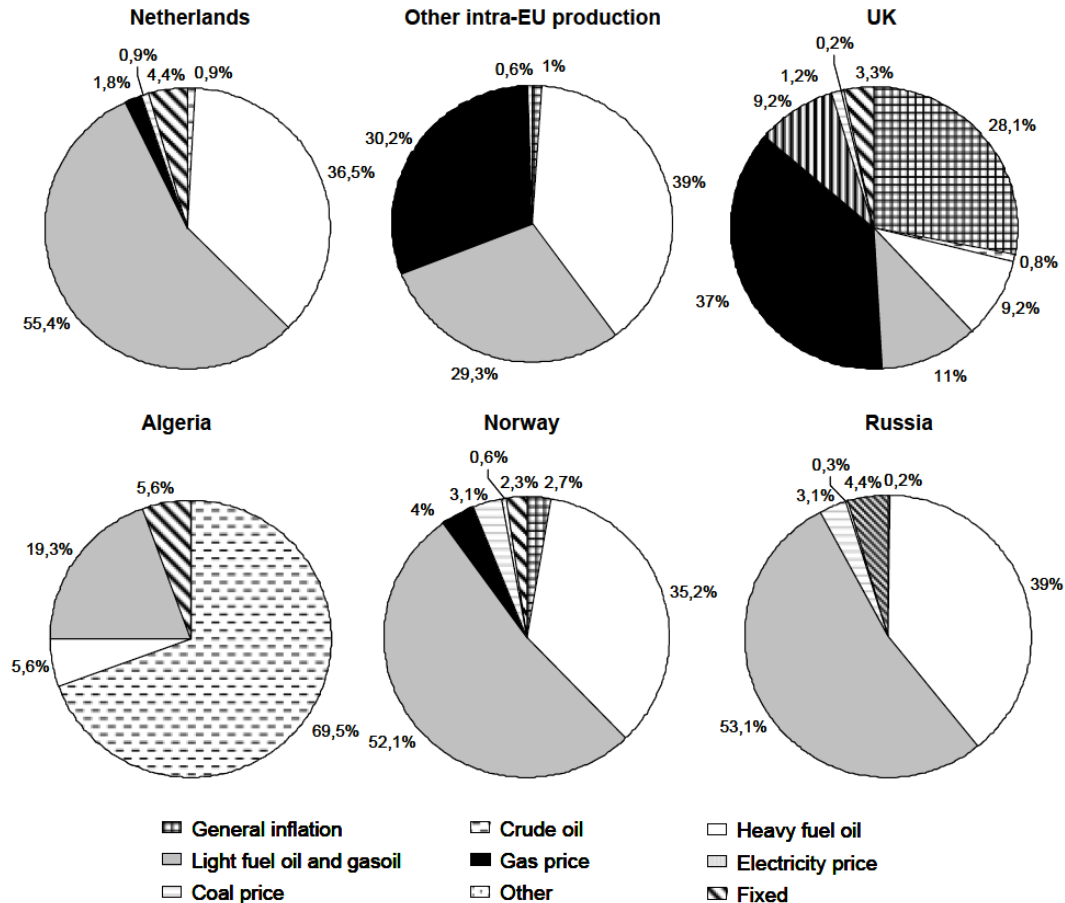 Netherlands
Other intra-EU production
UK
0,9%
1,8%
4,4%
0,9%
36,5%
55,4%
0,6%
1%
30,2%
39%
29,3%
0,2%
1,2%
3,3%
9,2%
28,1%
0,8%
37%
9,2%
11%
Algeria
Norway
Russia
5,6%
19,3%
5,6%
69,5%
0,6%
2,3%
2,7%
3,1%
4%
35,2%
52,1%
0,3%
4,4%
0,2%
3,1%
39%
53,1%
General inflation
Crude oil
Heavy fuel oil
Light fuel oil and gasoil
Gas price
Electricity price
Coal price
Other
Fixed